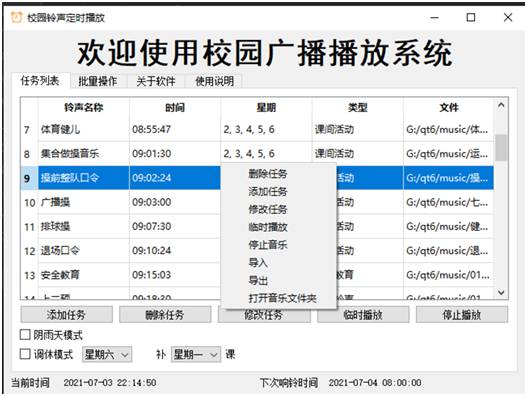 校园铃声定时播放
欢迎使用校园广播播放系统
任务列表 批量操作 关于软件 使用说明
铃声名称 时间 星期 类型 文件
7 体育健儿 08:55:47 2, 3, 4, 5, 6 课间活动 G:/qt6/music/体...
8 集合做操音乐 09:01:30 2, 3, 4, 5, 6 课间活动 G:/qt6/music/运...
9 操前整队口令 09:02:24 活动 G:/qt6/music/操...
10 广播操 09:03:00 活动 G:/qt6/music/七...
11 排球操 09:07:30 活动 G:/qt6/music/健...
12 退场口令 09:10:24 活动 G:/qt6/music/退...
13 安全教育 09:15:03 教育 G:/qt6/music/01...
14 上二预 09:18:30 G:/qt6/music/01...
删除任务
添加任务
修改任务
临时播放
停止音乐
导入
导出
打开音乐文件夹
添加任务 删除任务 修改任务 临时播放 停止播放
阴雨天模式
调休模式 星期六 补 星期一 课
当前时间 2021-07-03 22:14:50 下次响铃时间 2021-07-04 08:00:00